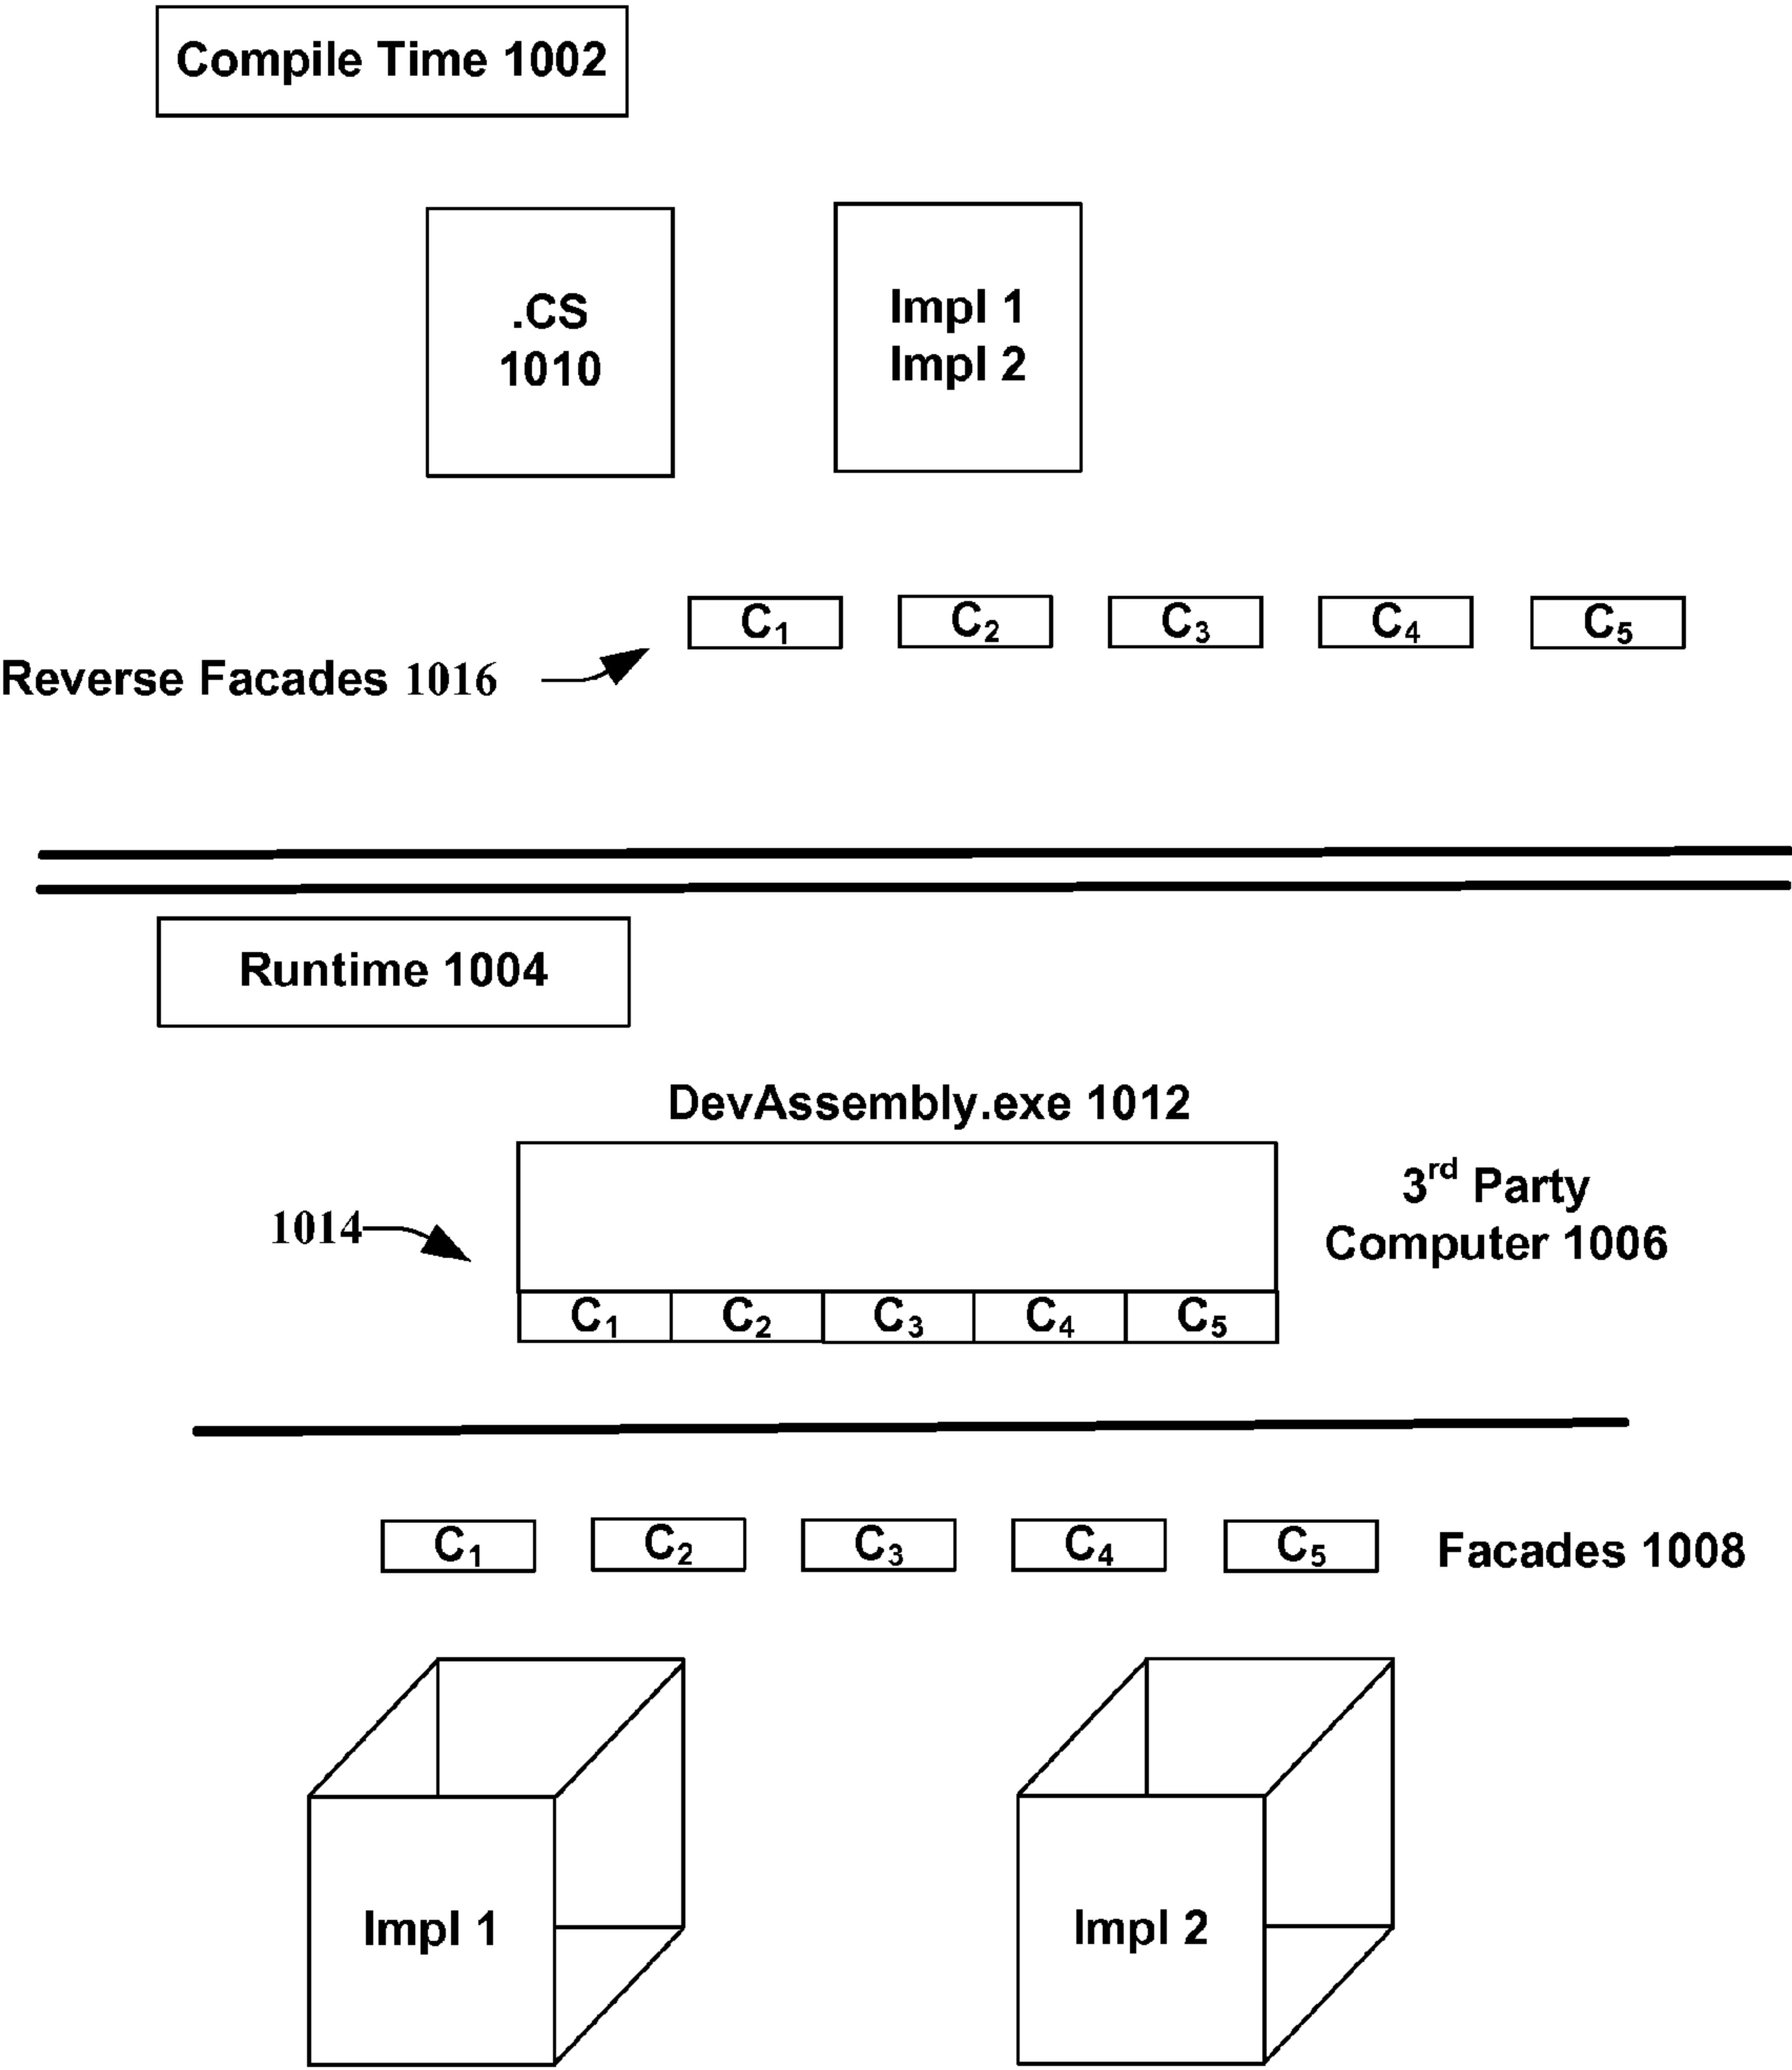 Compile Time 1002
.CS
1010
Impl 1
Impl 2
C1 C2 C3 C4 C5
Reverse Facades 1016
Runtime 1004
DevAssembly.exe 1012
3rd Party
Computer 1006
1014
C1 C2 C3 C4 C5
C1 C2 C3 C4 C5
Facades 1008
Impl 1
Impl 2